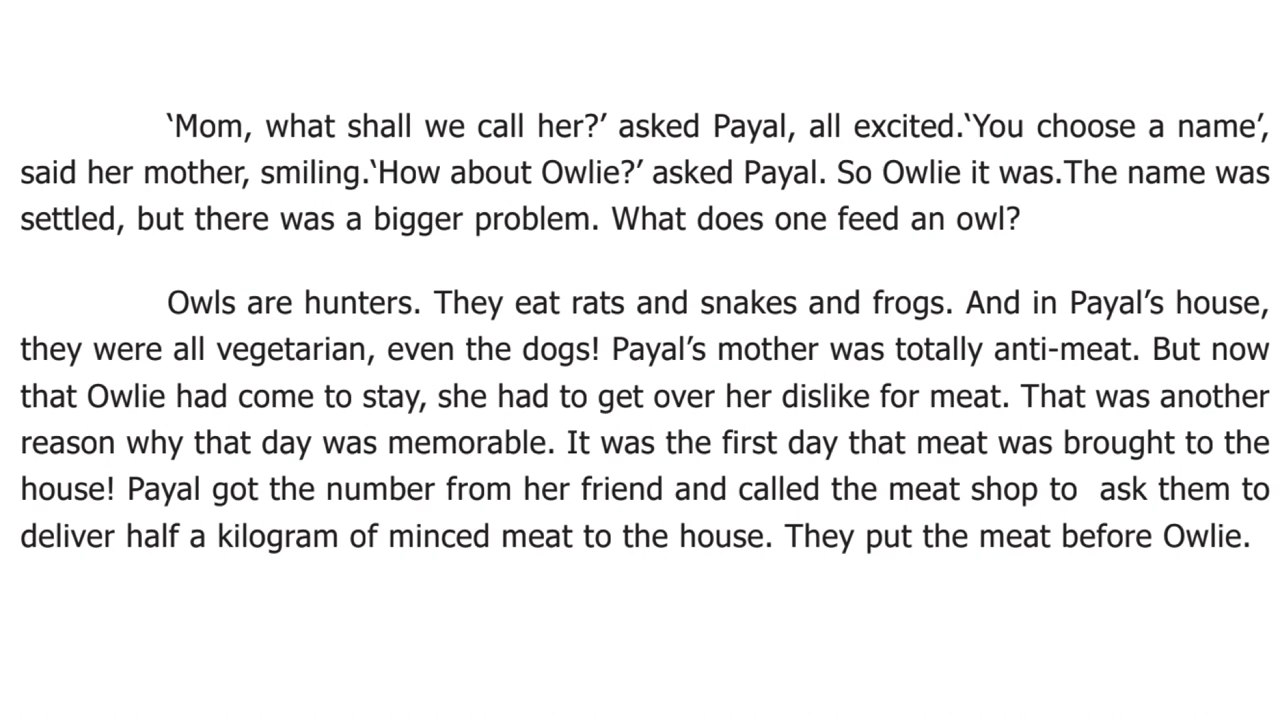 ‘Mom, what shall we call her?’ asked Payal, all excited.‘You choose a name’,
said her mother, smiling.‘How about Owlie?’ asked Payal. So Owlie it was.The name was
settled, but there was a bigger problem. What does one feed an owl?
Owls are hunters. They eat rats and snakes and frogs. And in Payal’s house,
they were all vegetarian, even the dogs! Payal’s mother was totally anti-meat. But now
that Owlie had come to stay, she had to get over her dislike for meat. That was another
reason why that day was memorable. It was the first day that meat was brought to the
house! Payal got the number from her friend and called the meat shop to  ask them to
deliver half a kilogram of minced meat to the house. They put the meat before Owlie.